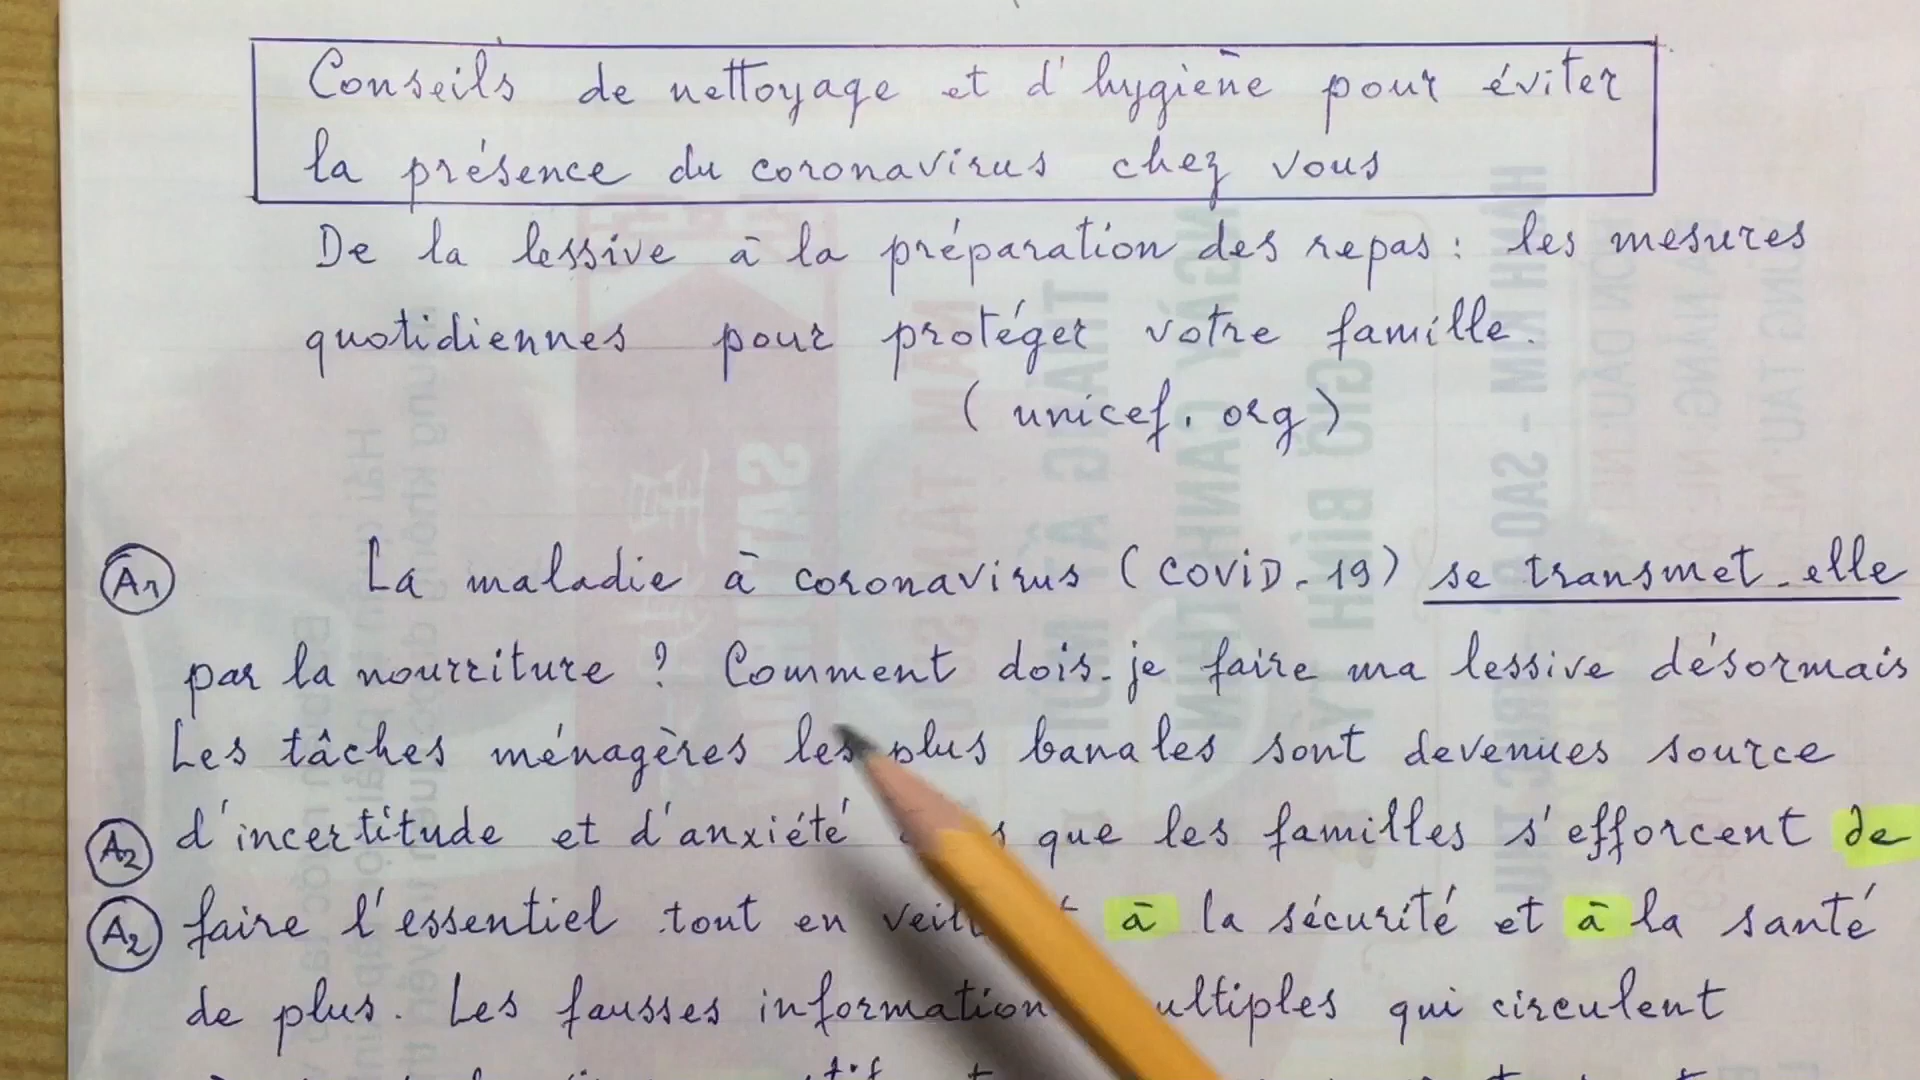 Conseils de nettoyage et d'hygiène pour éviter
la présence du coronavirus chez vous
De la lessive à la préparation des repas : les mesures
quotidiennes pour protéger votre famille.
( unicef. org )
A1 La maladie à coronavirus (COVID-19) se transmet-elle
par la nourriture ? Comment dois-je faire ma lessive désormais
Les tâches ménagères les plus banales sont devenues source
A2 d'incertitude et d'anxiété que les familles s'efforcent de
A2 faire l'essentiel tout en à la sécurité et à la santé
de plus. Les fausses information qui circulent